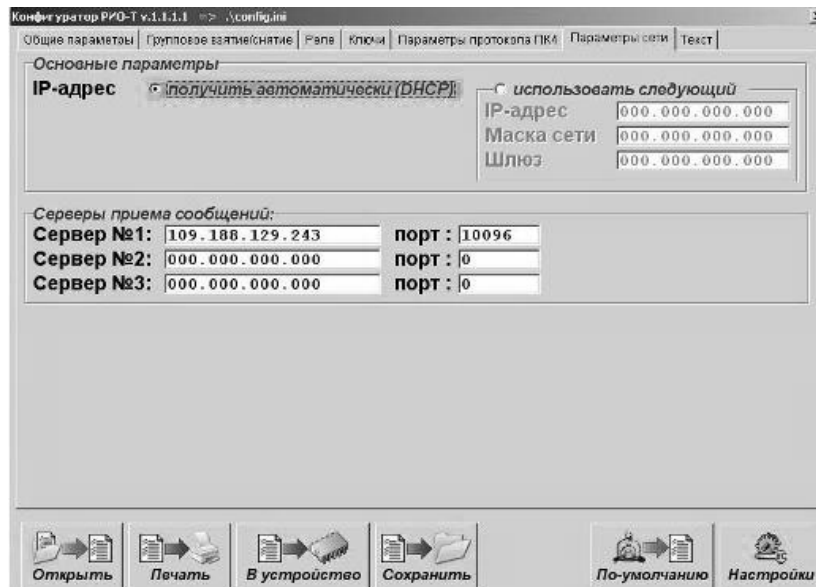 Конфигуратор РИО-Т v.1.1.1.1 => .\config.ini
Общие параметры Групповое взятие/снятие Реле Ключи Параметры протокола ПК4 Параметры сети Текст
Основные параметры
IP-адрес получить автоматически (DHCP) использовать следующий
IP-адрес 000.000.000.000
Маска сети 000.000.000.000
Шлюз 000.000.000.000
Серверы приема сообщений:
Сервер №1: 109.188.129.243 порт : 10096
Сервер №2: 000.000.000.000 порт : 0
Сервер №3: 000.000.000.000 порт : 0
Открыть Печать В устройство Сохранить По-умолчанию Настройки